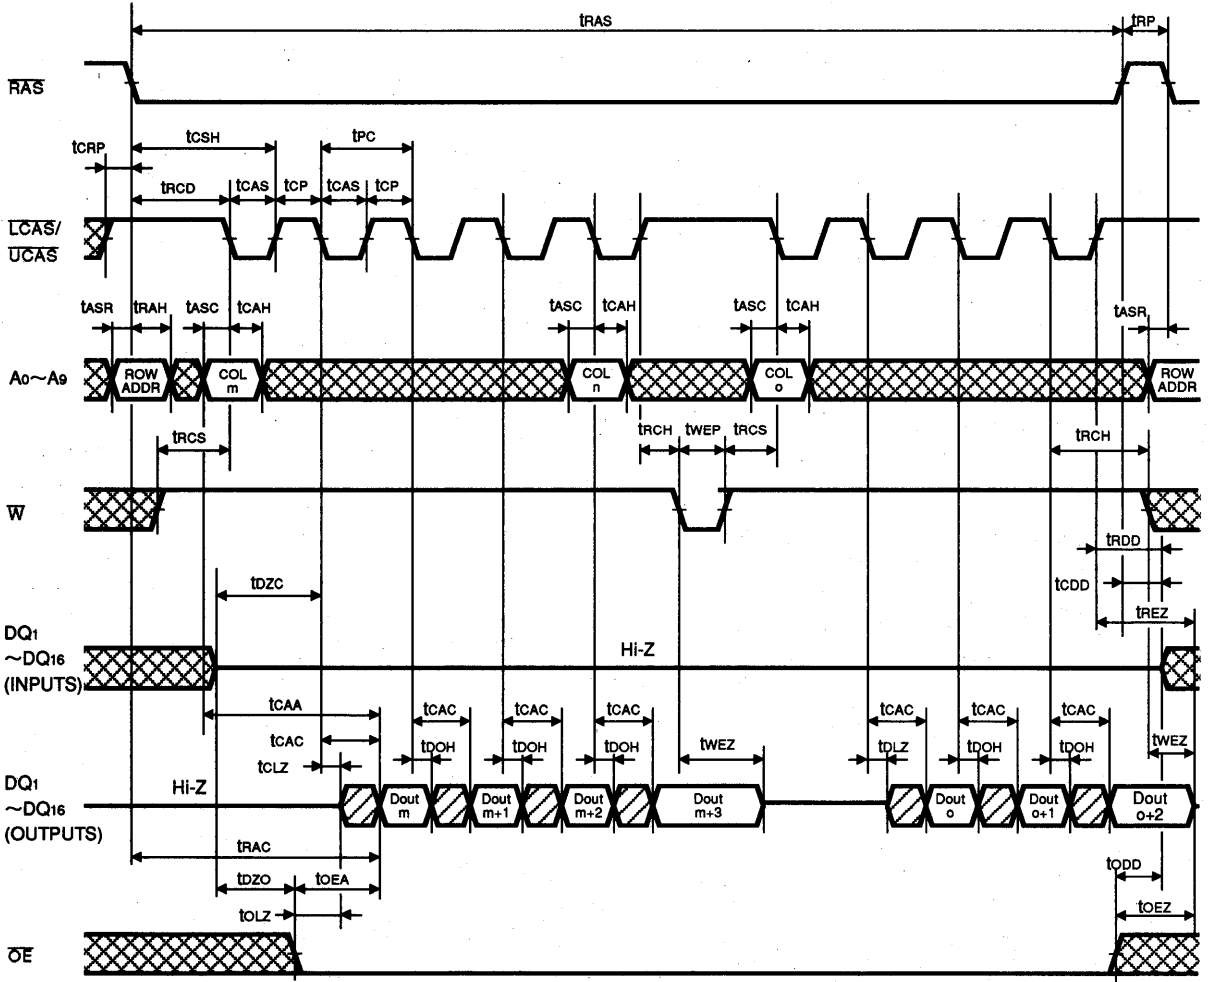 tRAS tRP
RAS
tCSH tPC
tCRP
tRCD tCAS tCP tCAS tCP
LCAS/
UCAS
tASR tRAH tASC tCAH tASC tCAH tASC tCAH tASR
A0～A9
ROW
ADDR
COL
m
COL
n
COL
o
ROW
ADDR
tRCS tRCH tWEP tRCS tRCH
W
tRDD
tDZC tCDD
tREZ
DQ1
～DQ16
(INPUTS)
Hi-Z
tCAA tCAC tCAC tCAC tCAC tCAC tCAC
tCAC tDOH tDOH tDOH tWEZ tDLZ tDOH tDOH tWEZ
tCLZ
DQ1
～DQ16
(OUTPUTS)
Hi-Z
Dout
m
Dout
m+1
Dout
m+2
Dout
m+3
Dout
o
Dout
o+1
Dout
o+2
tRAC
tODD
tDZO tOEA
tOLZ tOEZ
OE